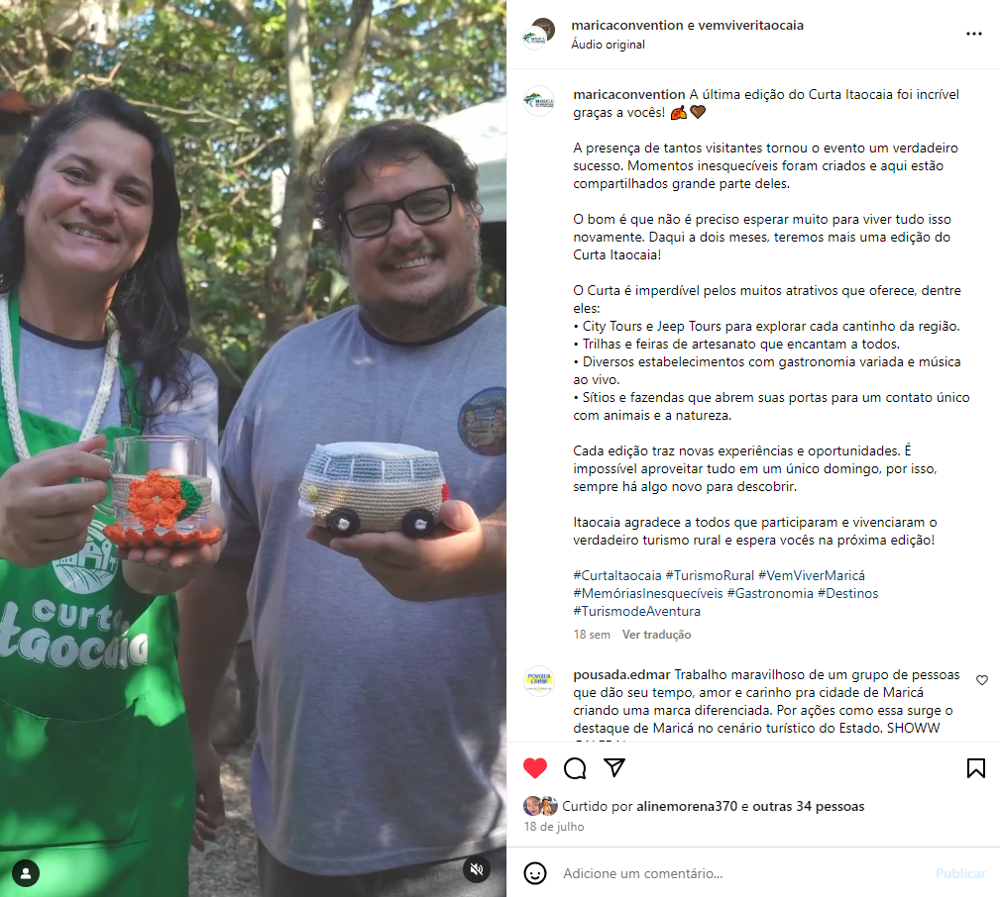 maricaconvention e vemviveritaocaia
Áudio original
maricaconvention A última edição do Curta Itaocaia foi incrível
graças a vocês! 🍂🤎
A presença de tantos visitantes tornou o evento um verdadeiro
sucesso. Momentos inesquecíveis foram criados e aqui estão
compartilhados grande parte deles.
O bom é que não é preciso esperar muito para viver tudo isso
novamente. Daqui a dois meses, teremos mais uma edição do
Curta Itaocaia!
O Curta é imperdível pelos muitos atrativos que oferece, dentre
eles:
• City Tours e Jeep Tours para explorar cada cantinho da região.
• Trilhas e feiras de artesanato que encantam a todos.
• Diversos estabelecimentos com gastronomia variada e música
ao vivo.
• Sítios e fazendas que abrem suas portas para um contato único
com animais e a natureza.
Cada edição traz novas experiências e oportunidades. É
impossível aproveitar tudo em um único domingo, por isso,
sempre há algo novo para descobrir.
Itaocaia agradece a todos que participaram e vivenciaram o
verdadeiro turismo rural e espera vocês na próxima edição!
#CurtaItaocaia #TurismoRural #VemViverMaricá
#MemóriasInesquecíveis #Gastronomia #Destinos
#TurismodeAventura
18 sem Ver tradução
pousada.edmar Trabalho maravilhoso de um grupo de pessoas
que dão seu tempo, amor e carinho pra cidade de Maricá
criando uma marca diferenciada. Por ações como essa surge o
destaque de Maricá no cenário turístico do Estado. SHOWW
Curtido por alinemorena370 e outras 34 pessoas
18 de julho
Adicione um comentário...
Publicar
curta
taocaia